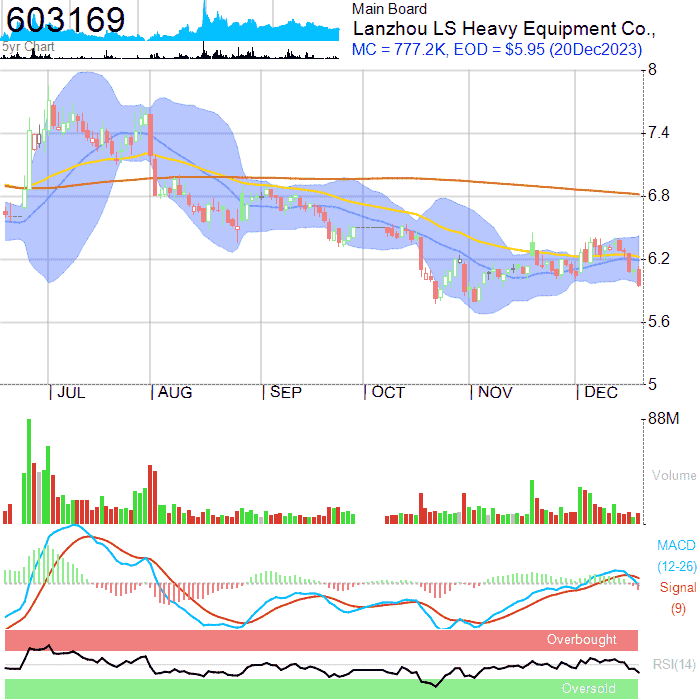 603169
5yr Chart
Main Board
Lanzhou LS Heavy Equipment Co.,
MC = 777.2K, EOD = $5.95 (20Dec2023)
8
7.4
6.8
6.2
5.6
5
JUL AUG SEP OCT NOV DEC
88M
Volume
MACD
(12-26)
Signal
(9)
Overbought
RSI(14)
Oversold